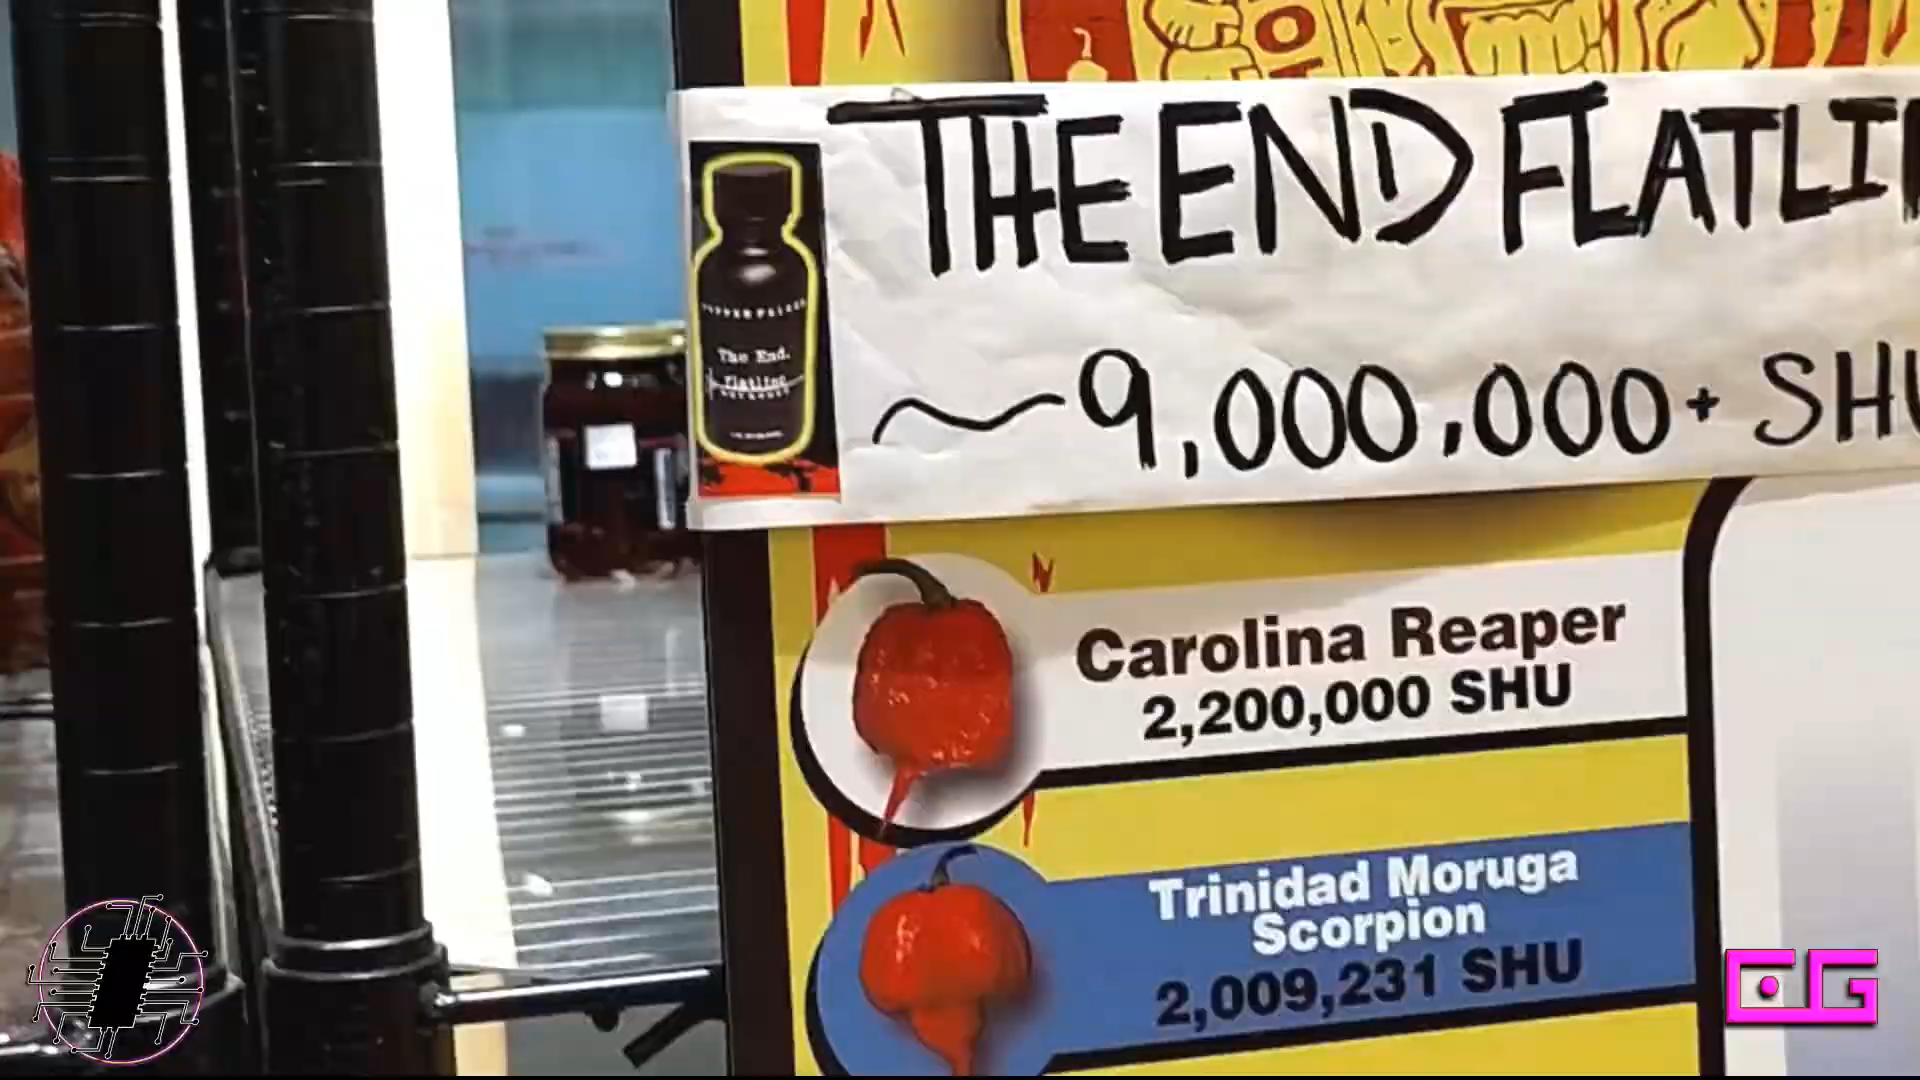 THE END FLATLI
~9,000,000+ SHU
The End.
Flatline
Carolina Reaper
2,200,000 SHU
Trinidad Moruga
Scorpion
2,009,231 SHU